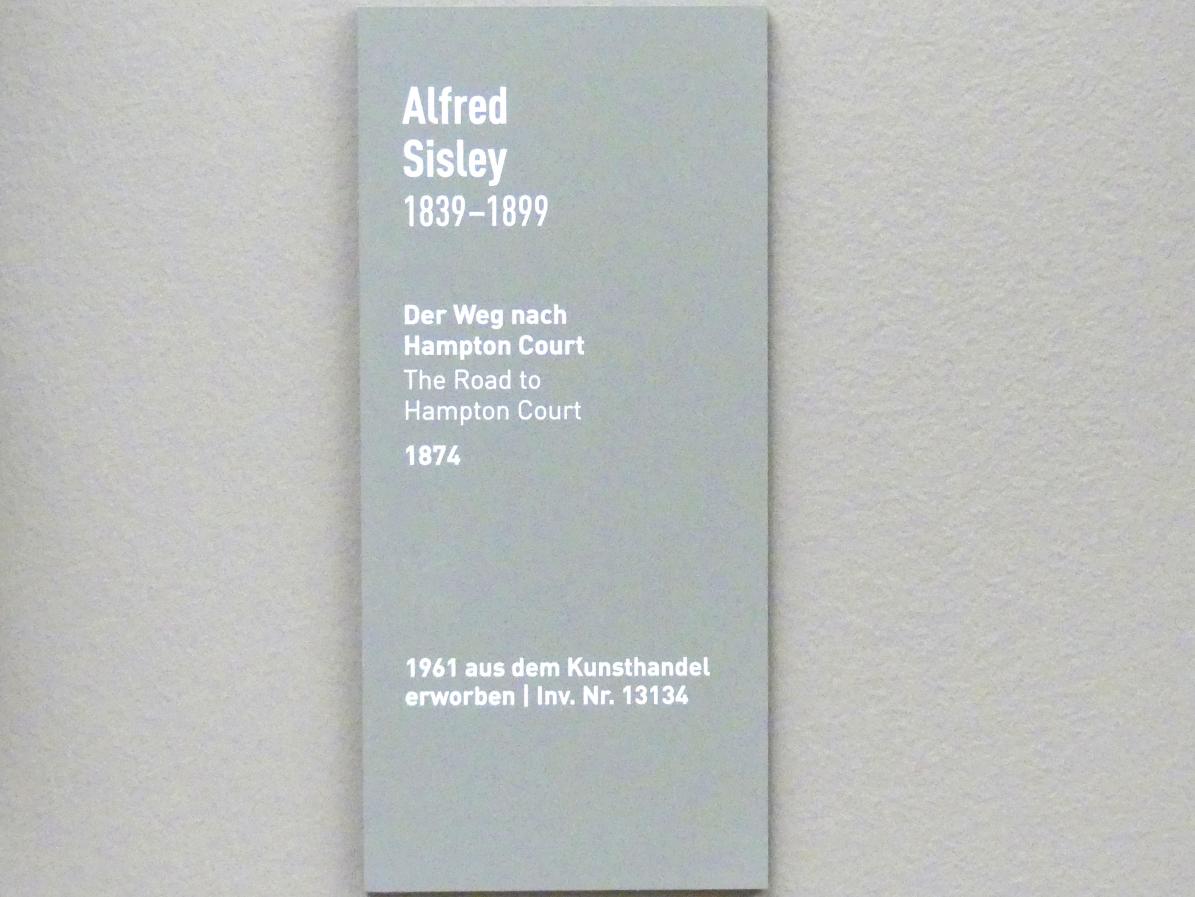 Alfred
Sisley
1839–1899
Der Weg nach
Hampton Court
The Road to
Hampton Court
1874
1961 aus dem Kunsthandel
erworben | Inv. Nr. 13134